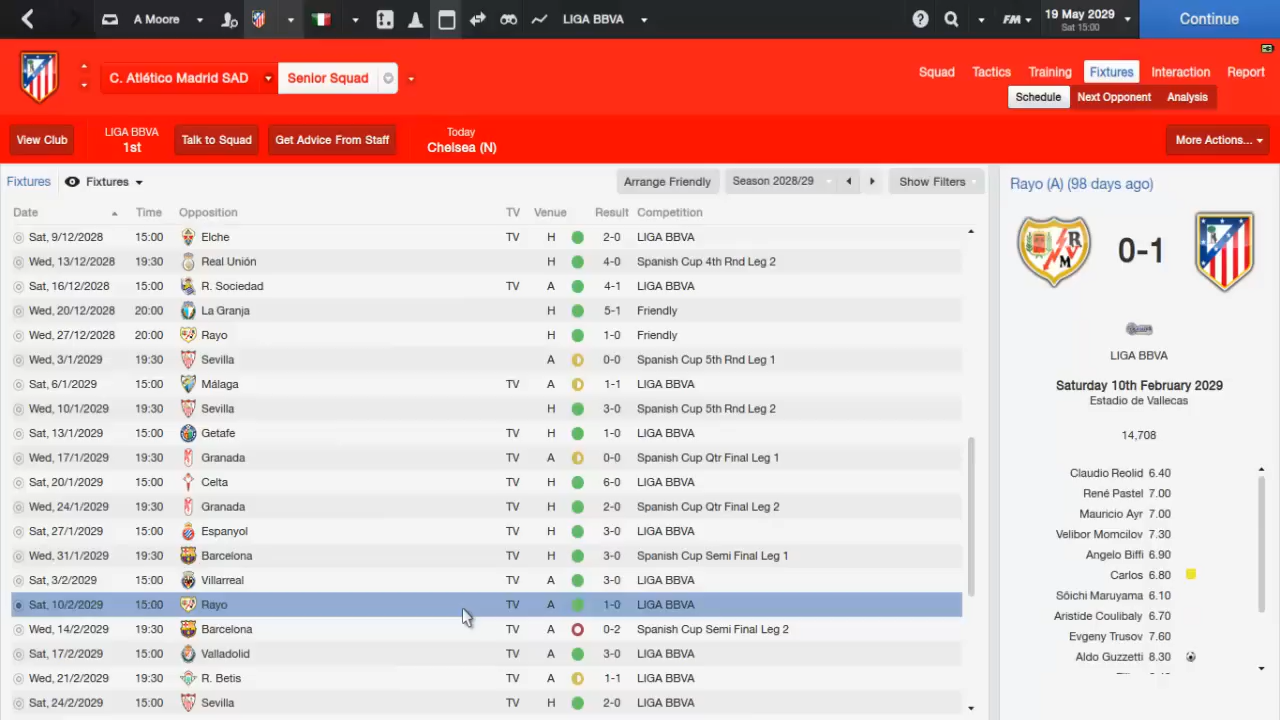 A Moore LIGA BBVA FM 19 May 2029 Sat 15:00 Continue
C. Atlético Madrid SAD Senior Squad Squad Tactics Training Fixtures Interaction Report
Schedule Next Opponent Analysis
View Club LIGA BBVA 1st Talk to Squad Get Advice From Staff Today Chelsea (N) More Actions...
Fixtures Fixtures Arrange Friendly Season 2028/29 Show Filters
Date Time Opposition TV Venue Result Competition
Sat, 9/12/2028 15:00 Elche TV H 2-0 LIGA BBVA
Wed, 13/12/2028 19:30 Real Unión H 4-0 Spanish Cup 4th Rnd Leg 2
Sat, 16/12/2028 15:00 R. Sociedad TV A 4-1 LIGA BBVA
Wed, 20/12/2028 20:00 La Granja H 5-1 Friendly
Wed, 27/12/2028 20:00 Rayo H 1-0 Friendly
Wed, 3/1/2029 19:30 Sevilla A 0-0 Spanish Cup 5th Rnd Leg 1
Sat, 6/1/2029 15:00 Málaga TV A 1-1 LIGA BBVA
Wed, 10/1/2029 19:30 Sevilla H 3-0 Spanish Cup 5th Rnd Leg 2
Sat, 13/1/2029 15:00 Getafe TV H 1-0 LIGA BBVA
Wed, 17/1/2029 19:30 Granada TV A 0-0 Spanish Cup Qtr Final Leg 1
Sat, 20/1/2029 15:00 Celta TV H 6-0 LIGA BBVA
Wed, 24/1/2029 19:30 Granada TV H 2-0 Spanish Cup Qtr Final Leg 2
Sat, 27/1/2029 15:00 Espanyol TV H 3-0 LIGA BBVA
Wed, 31/1/2029 19:30 Barcelona TV H 3-0 Spanish Cup Semi Final Leg 1
Sat, 3/2/2029 15:00 Villarreal TV A 3-0 LIGA BBVA
Sat, 10/2/2029 15:00 Rayo TV A 1-0 LIGA BBVA
Wed, 14/2/2029 19:30 Barcelona TV A 0-2 Spanish Cup Semi Final Leg 2
Sat, 17/2/2029 15:00 Valladolid TV A 3-0 LIGA BBVA
Wed, 21/2/2029 19:30 R. Betis TV A 1-1 LIGA BBVA
Sat, 24/2/2029 15:00 Sevilla TV H 2-0 LIGA BBVA
Rayo (A) (98 days ago)
0-1
LIGA BBVA
Saturday 10th February 2029
Estadio de Vallecas
14,708
Claudio Reolid 6.40
René Pastel 7.00
Mauricio Ayr 7.00
Velibor Momcilov 7.30
Angelo Biffi 6.90
Carlos 6.80
Sôichi Maruyama 6.10
Aristide Coulibaly 6.70
Evgeny Trusov 7.60
Aldo Guzzetti 8.30